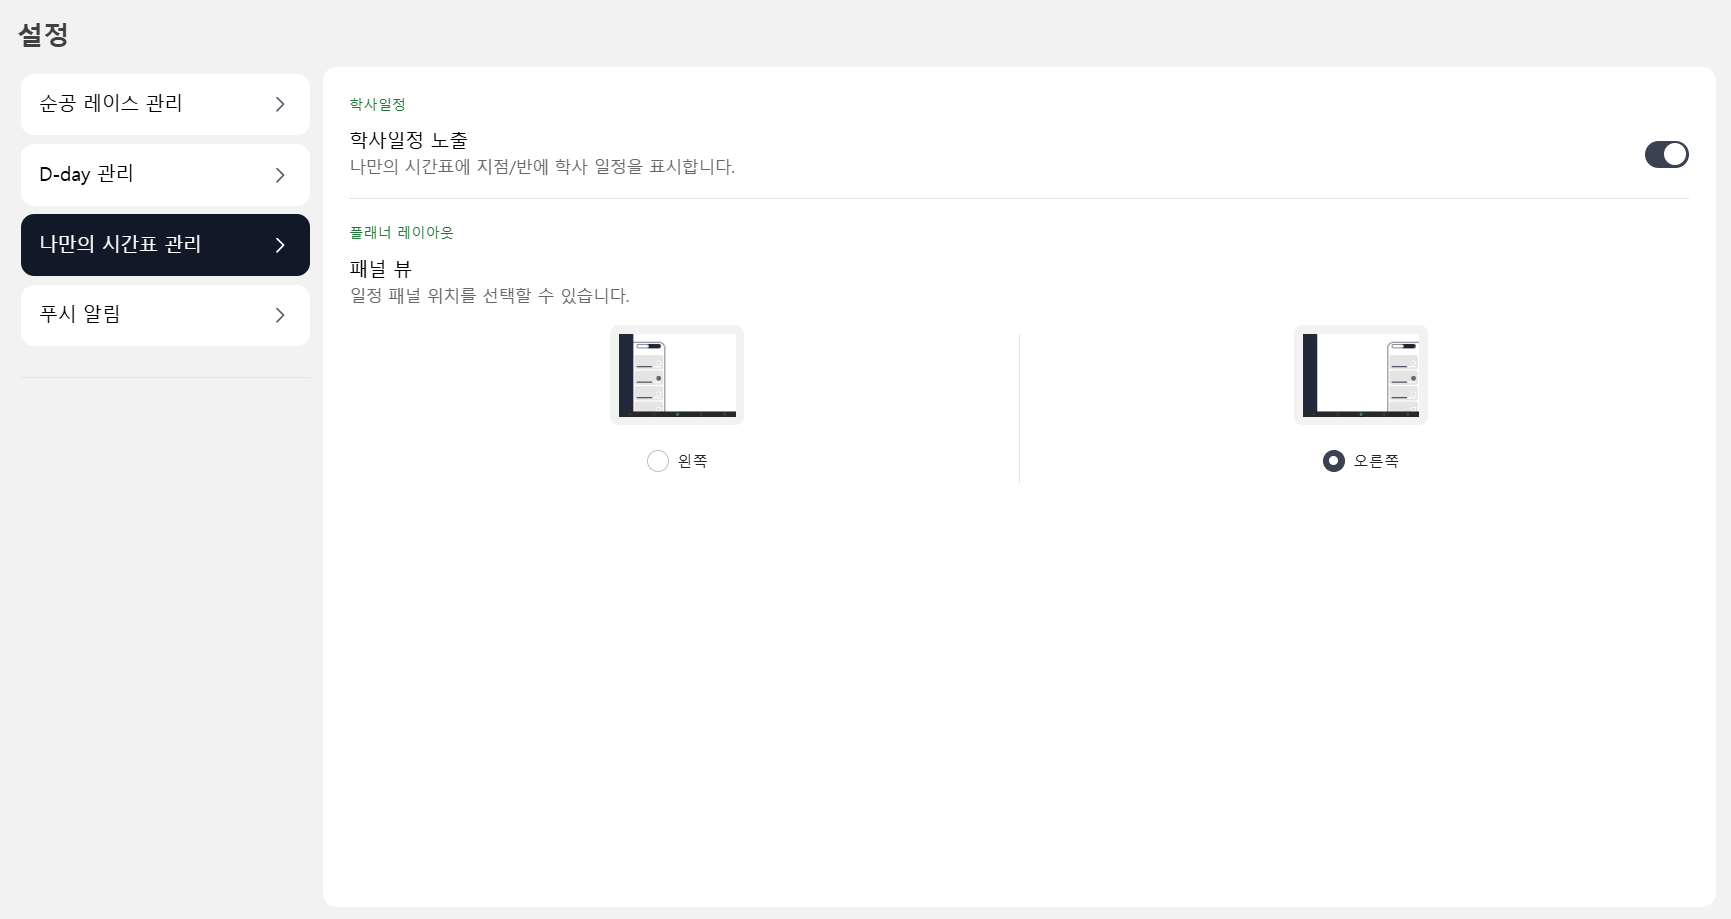 설정
순공 레이스 관리
D-day 관리
나만의 시간표 관리
푸시 알림
학사일정
학사일정 노출
나만의 시간표에 지점/반에 학사 일정을 표시합니다.
플래너 레이아웃
패널 뷰
일정 패널 위치를 선택할 수 있습니다.
왼쪽
오른쪽